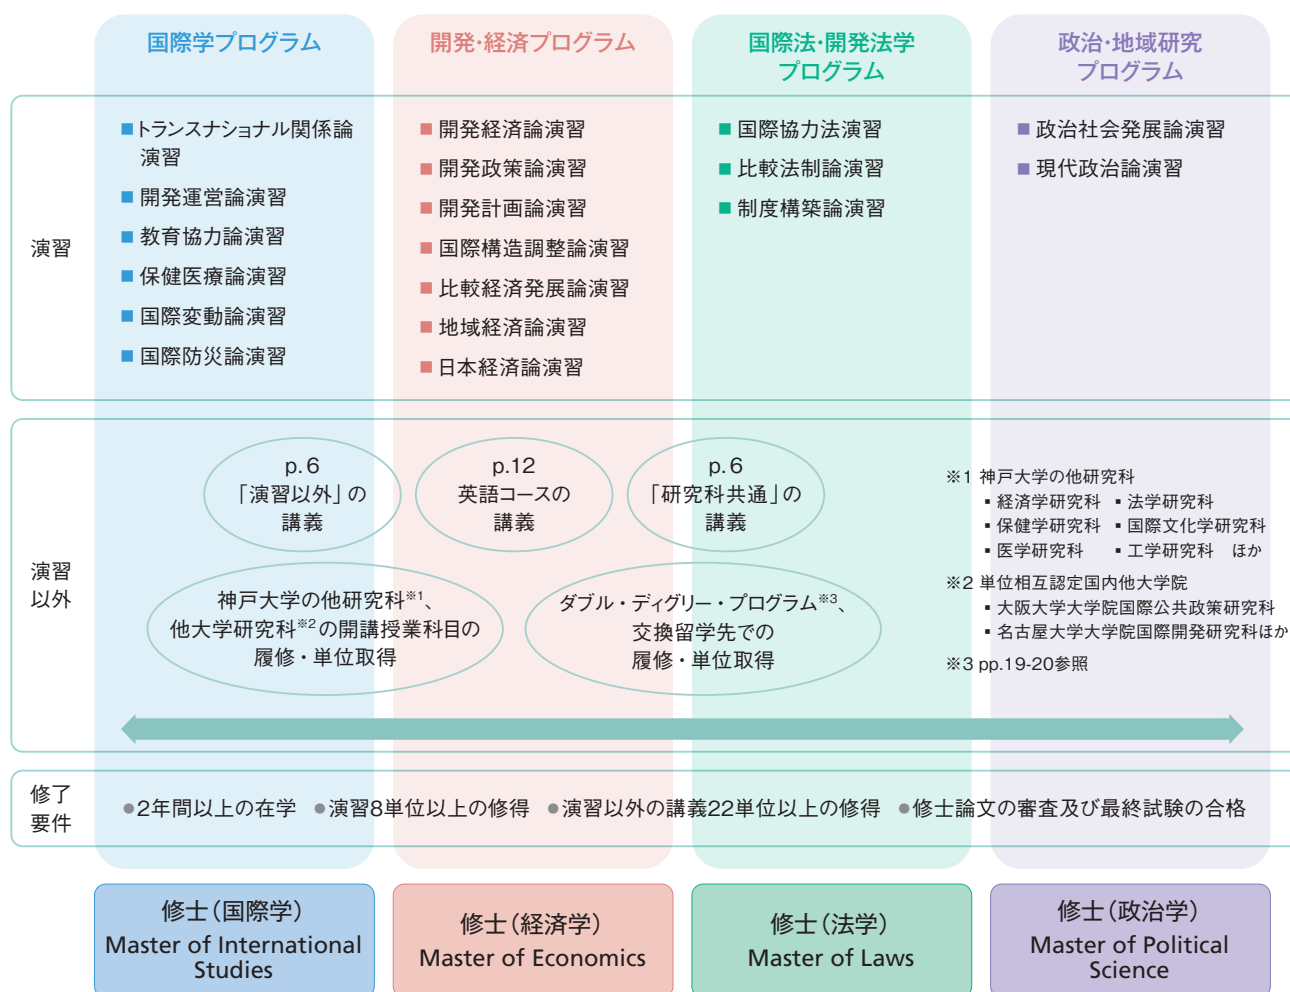 国際学プログラム
開発・経済プログラム
国際法・開発法学
プログラム
政治・地域研究
プログラム
演習
■トランスナショナル関係論
演習
■ 開発運営論演習
■ 教育協力論演習
■ 保健医療論演習
■ 国際変動論演習
■ 国際防災論演習
■ 開発経済論演習
■ 開発政策論演習
■ 開発計画論演習
■ 国際構造調整論演習
■ 比較経済発展論演習
■ 地域経済論演習
■ 日本経済論演習
■ 国際協力法演習
■ 比較法制論演習
■ 制度構築論演習
■ 政治社会発展論演習
■ 現代政治論演習
演習
以外
p.6
「演習以外」の
講義
p.12
英語コースの
講義
p.6
「研究科共通」の
講義
神戸大学の他研究科※1、
他大学研究科※2の開講授業科目の
履修・単位取得
ダブル・ディグリー・プログラム※3、
交換留学先での
履修・単位取得
※1 神戸大学の他研究科
▪ 経済学研究科 ▪ 法学研究科
▪ 保健学研究科 ▪ 国際文化学研究科
▪ 医学研究科 ▪ 工学研究科 ほか
※2 単位相互認定国内他大学院
▪ 大阪大学大学院国際公共政策研究科
▪ 名古屋大学大学院国際開発研究科ほか
※3 pp.19-20参照
修了
要件
●2年間以上の在学 ●演習8単位以上の修得 ●演習以外の講義22単位以上の修得 ●修士論文の審査及び最終試験の合格
修士（国際学）
Master of International
Studies
修士（経済学）
Master of Economics
修士（法学）
Master of Laws
修士（政治学）
Master of Political
Science